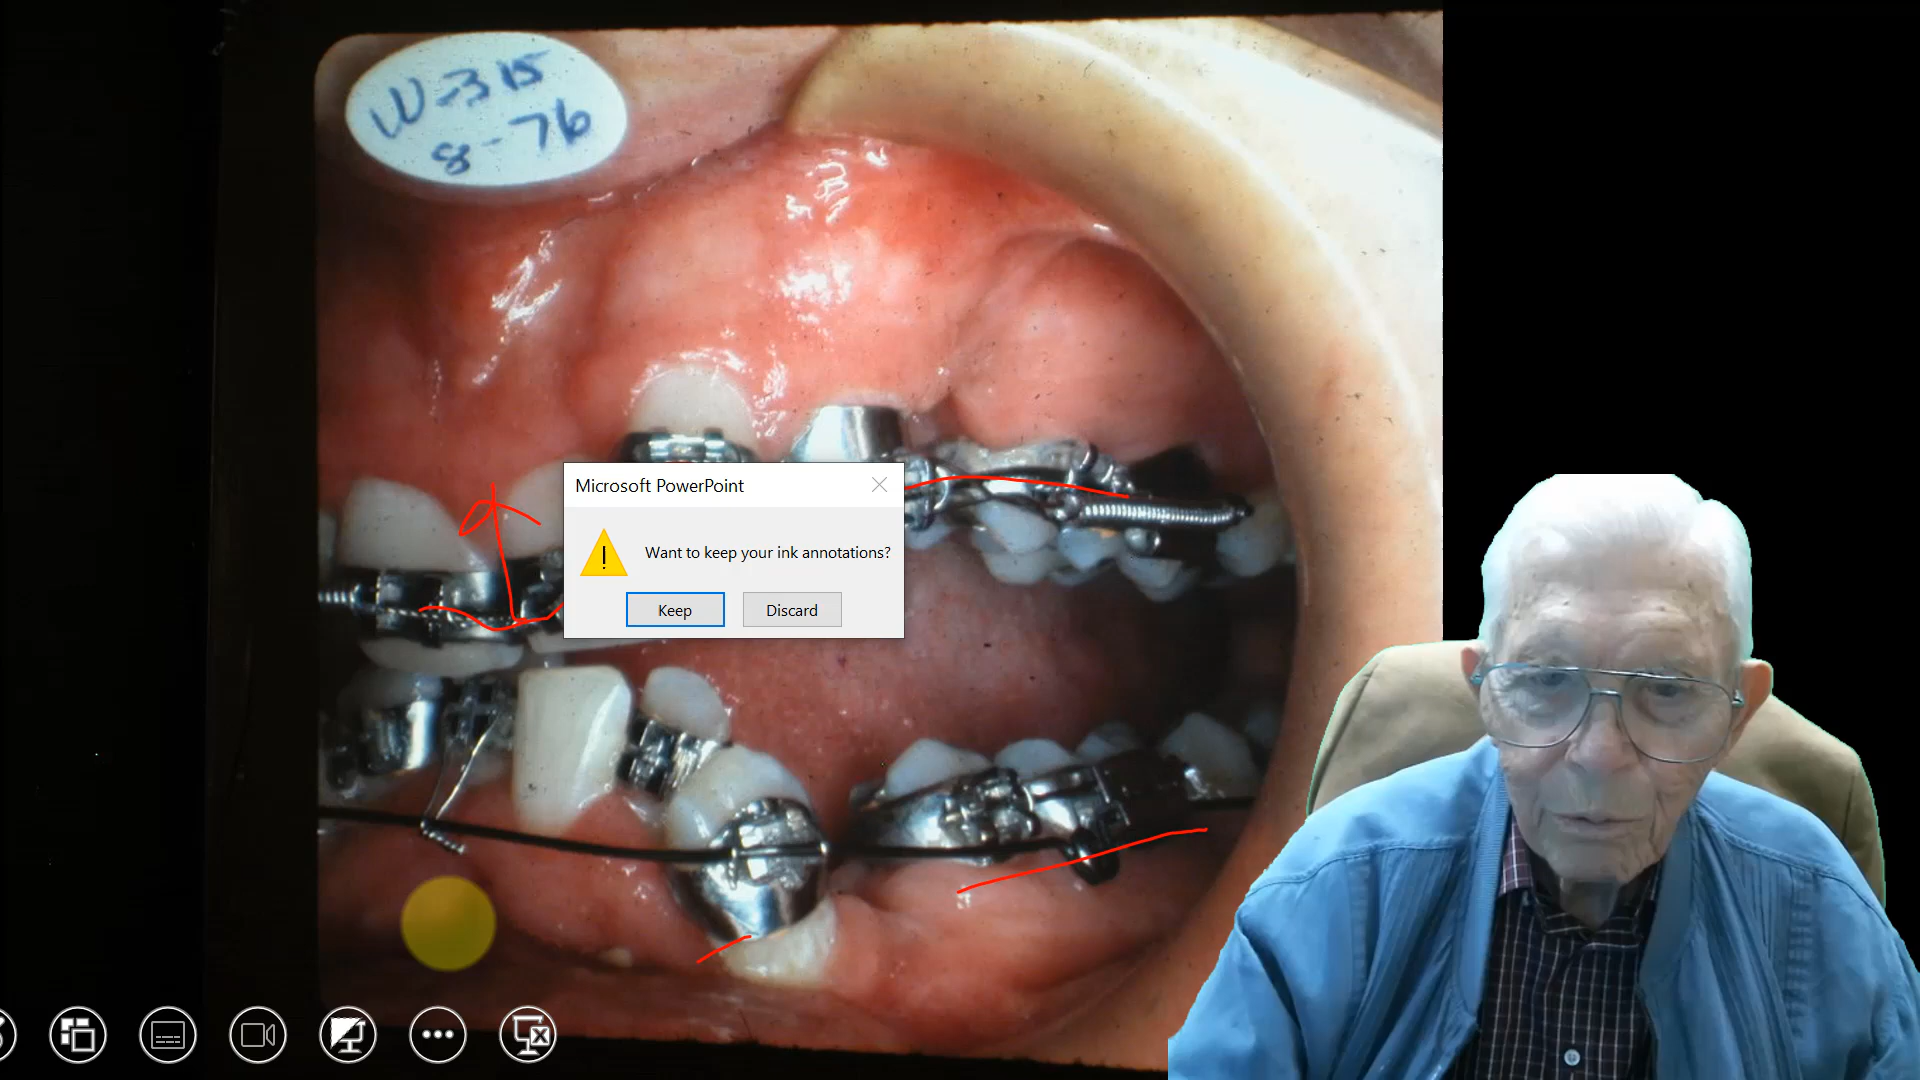 W-315
8-76
Microsoft PowerPoint
Want to keep your ink annotations?
Keep
Discard